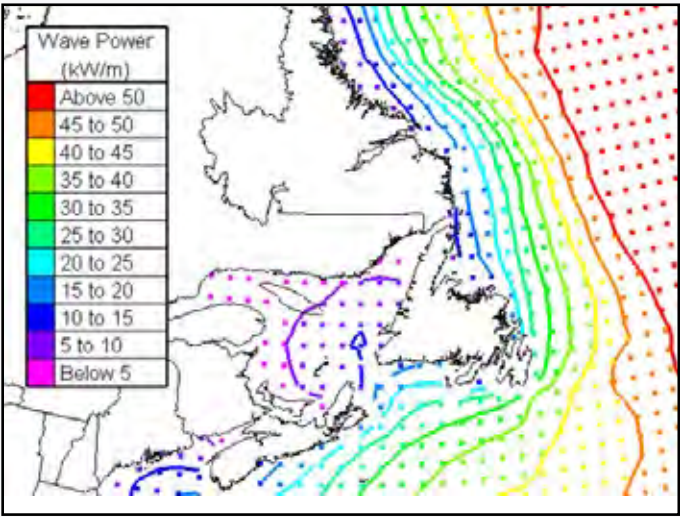 Wave Power
(kW/m)
Above 50
45 to 50
40 to 45
35 to 40
30 to 35
25 to 30
20 to 25
15 to 20
10 to 15
5 to 10
Below 5